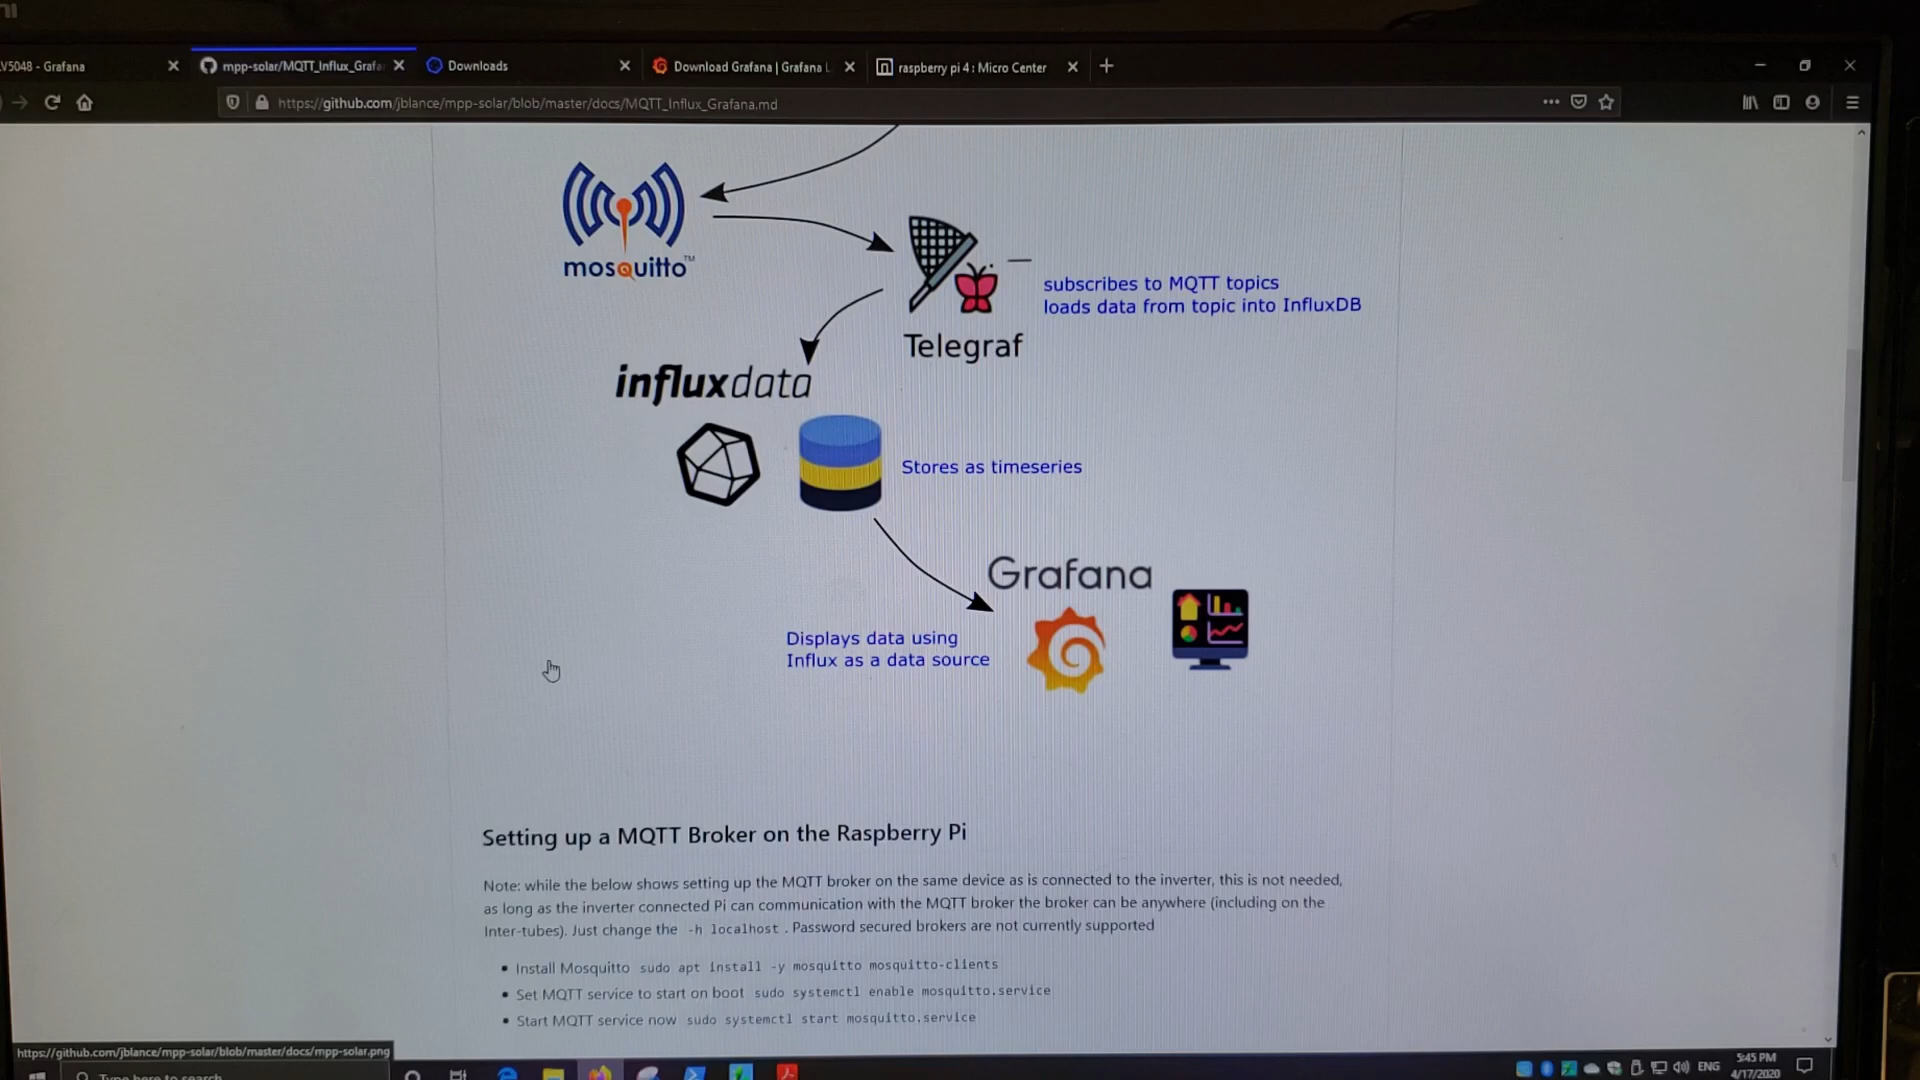 V5048 - Grafana
mpp-solar/MQTT_Influx_Grafa
Downloads
Download Grafana | Grafana L
raspberry pi 4 : Micro Center
https://github.com/jblance/mpp-solar/blob/master/docs/MQTT_Influx_Grafana.md
mosquitto™
subscribes to MQTT topics
loads data from topic into InfluxDB
Telegraf
influxdata
Stores as timeseries
Grafana
Displays data using
Influx as a data source
Setting up a MQTT Broker on the Raspberry Pi
Note: while the below shows setting up the MQTT broker on the same device as is connected to the inverter, this is not needed,
as long as the inverter connected Pi can communication with the MQTT broker the broker can be anywhere (including on the
Inter-tubes). Just change the -h localhost . Password secured brokers are not currently supported
• Install Mosquitto sudo apt install -y mosquitto mosquitto-clients
• Set MQTT service to start on boot sudo systemctl enable mosquitto.service
• Start MQTT service now sudo systemctl start mosquitto.service
https://github.com/jblance/mpp-solar/blob/master/docs/mpp-solar.png
Type here to search
ENG
5:45 PM
4/17/2020